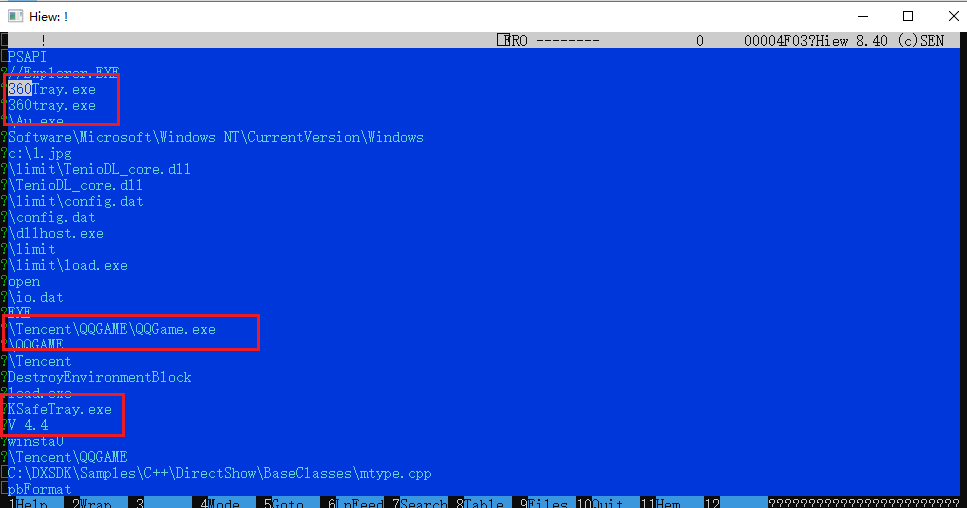 Hiew: !
! FRO -------- 0 00004F03?Hiew 8.40 (c)SEN
PSAPI
?//Explorer.EXE
?360Tray.exe
?360tray.exe
?\Au.exe
?Software\Microsoft\Windows NT\CurrentVersion\Windows
?c:\1.jpg
?\limit\TenioDL_core.dll
?\TenioDL_core.dll
?\limit\config.dat
?\config.dat
?\dllhost.exe
?\limit
?\limit\load.exe
?open
?\io.dat
?EXE
?\Tencent\QQGAME\QQGame.exe
?\QQGAME
?\Tencent
?DestroyEnvironmentBlock
?load.exe
?KSafeTray.exe
?V 4.4
?winsta0
?\Tencent\QQGAME
C:\DXSDK\Samples\C++\DirectShow\BaseClasses\mtype.cpp
pbFormat
1Help 2Wrap 3 4Mode 5Goto 6LnFeed 7Search 8Table 9Files 10Quit 11Hem 12 ????????????????????????